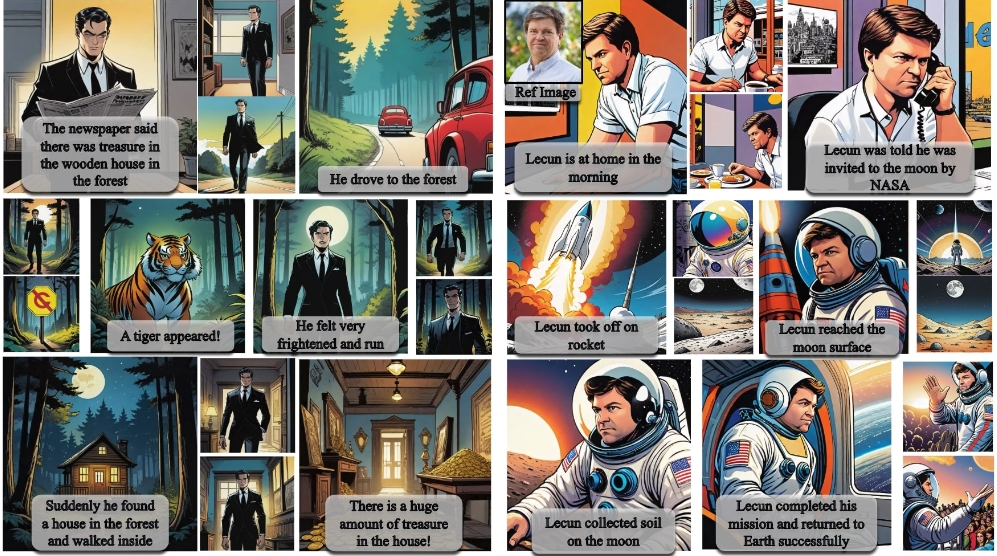 The newspaper said
there was treasure in
the wooden house in
the forest
He drove to the forest
A tiger appeared!
He felt very
frightened and run
Suddenly he found
a house in the forest
and walked inside
There is a huge
amount of treasure
in the house!
Ref Image
Lecun is at home in the
morning
Lecun was told he was
invited to the moon by
NASA
Lecun took off on
rocket
Lecun reached the
moon surface
Lecun collected soil
on the moon
Lecun completed his
mission and returned to
Earth successfully